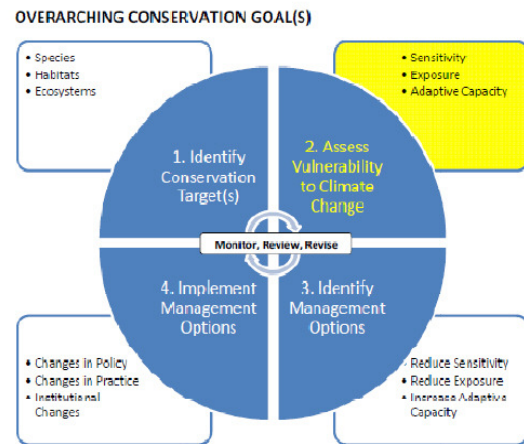 OVERARCHING CONSERVATION GOAL(S)
• Species
• Habitats
• Ecosystems
• Sensitivity
• Exposure
• Adaptive Capacity
1. Identify
Conservation
Target(s)
2. Assess
Vulnerability
to Climate
Change
Monitor, Review, Revise
4. Implement
Management
Options
3. Identify
Management
Options
• Changes in Policy
• Changes in Practice
• Institutional
Changes
• Reduce Sensitivity
• Reduce Exposure
• Increase Adaptive
Capacity